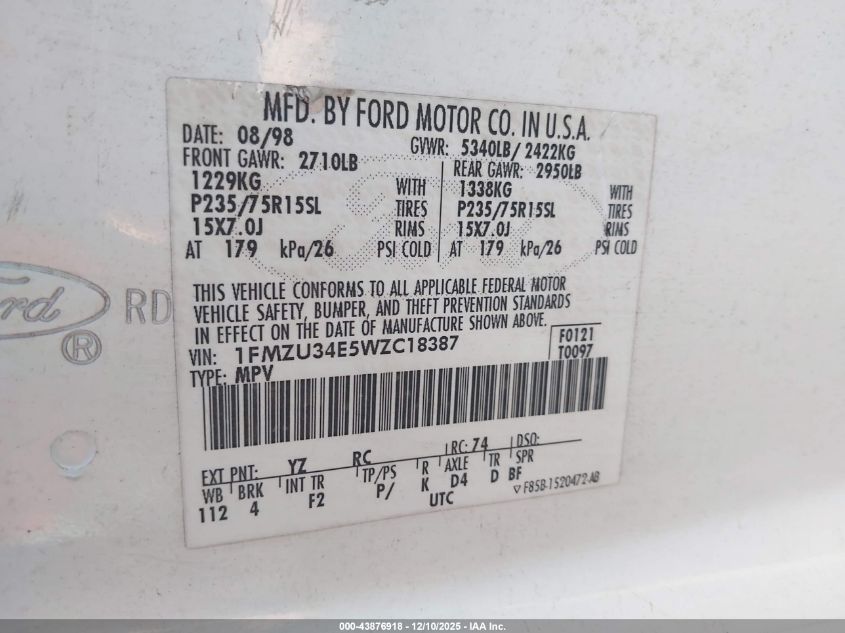 MFD. BY FORD MOTOR CO. IN U.S.A.
DATE: 08/98 GVWR: 5340LB/ 2422KG
FRONT GAWR: 2710LB REAR GAWR: 2950LB
1229KG WITH 1338KG WITH
P235/75R15SL TIRES P235/75R15SL TIRES
15X7.0J RIMS 15X7.0J RIMS
AT 179 kPa/26 PSI COLD AT 179 kPa/26 PSI COLD
THIS VEHICLE CONFORMS TO ALL APPLICABLE FEDERAL MOTOR
VEHICLE SAFETY, BUMPER, AND THEFT PREVENTION STANDARDS
IN EFFECT ON THE DATE OF MANUFACTURE SHOWN ABOVE.
VIN: 1FMZU34E5WZC18387 F0121
TYPE: MPV T0097
EXT PNT: YZ RC RC: 74 DSO:
WB BRK INT TR TP/PS R AXLE TR SPR
112 4 F2 P/ K D4 D BF
UTC ▽F85B-1520472-AB
Ford ® RD
000-43876918 - 12/10/2025 - IAA Inc.